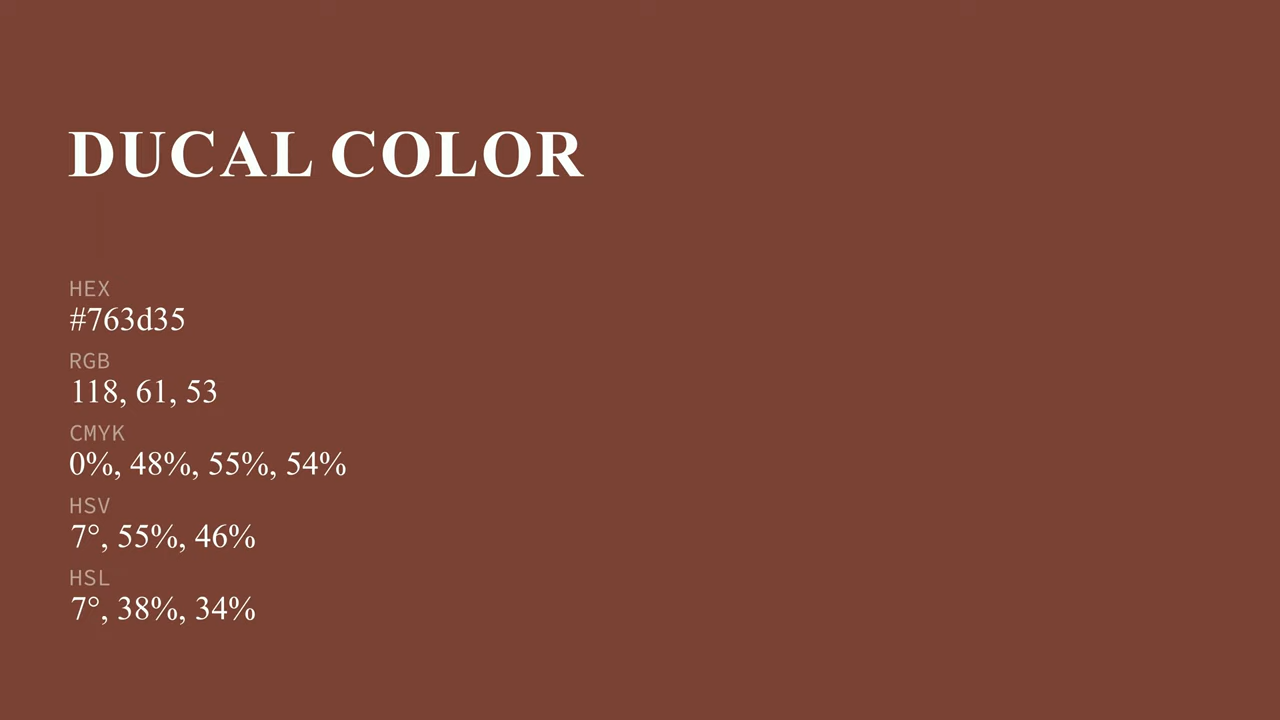 DUCAL COLOR
HEX
#763d35
RGB
118, 61, 53
CMYK
0%, 48%, 55%, 54%
HSV
7°, 55%, 46%
HSL
7°, 38%, 34%